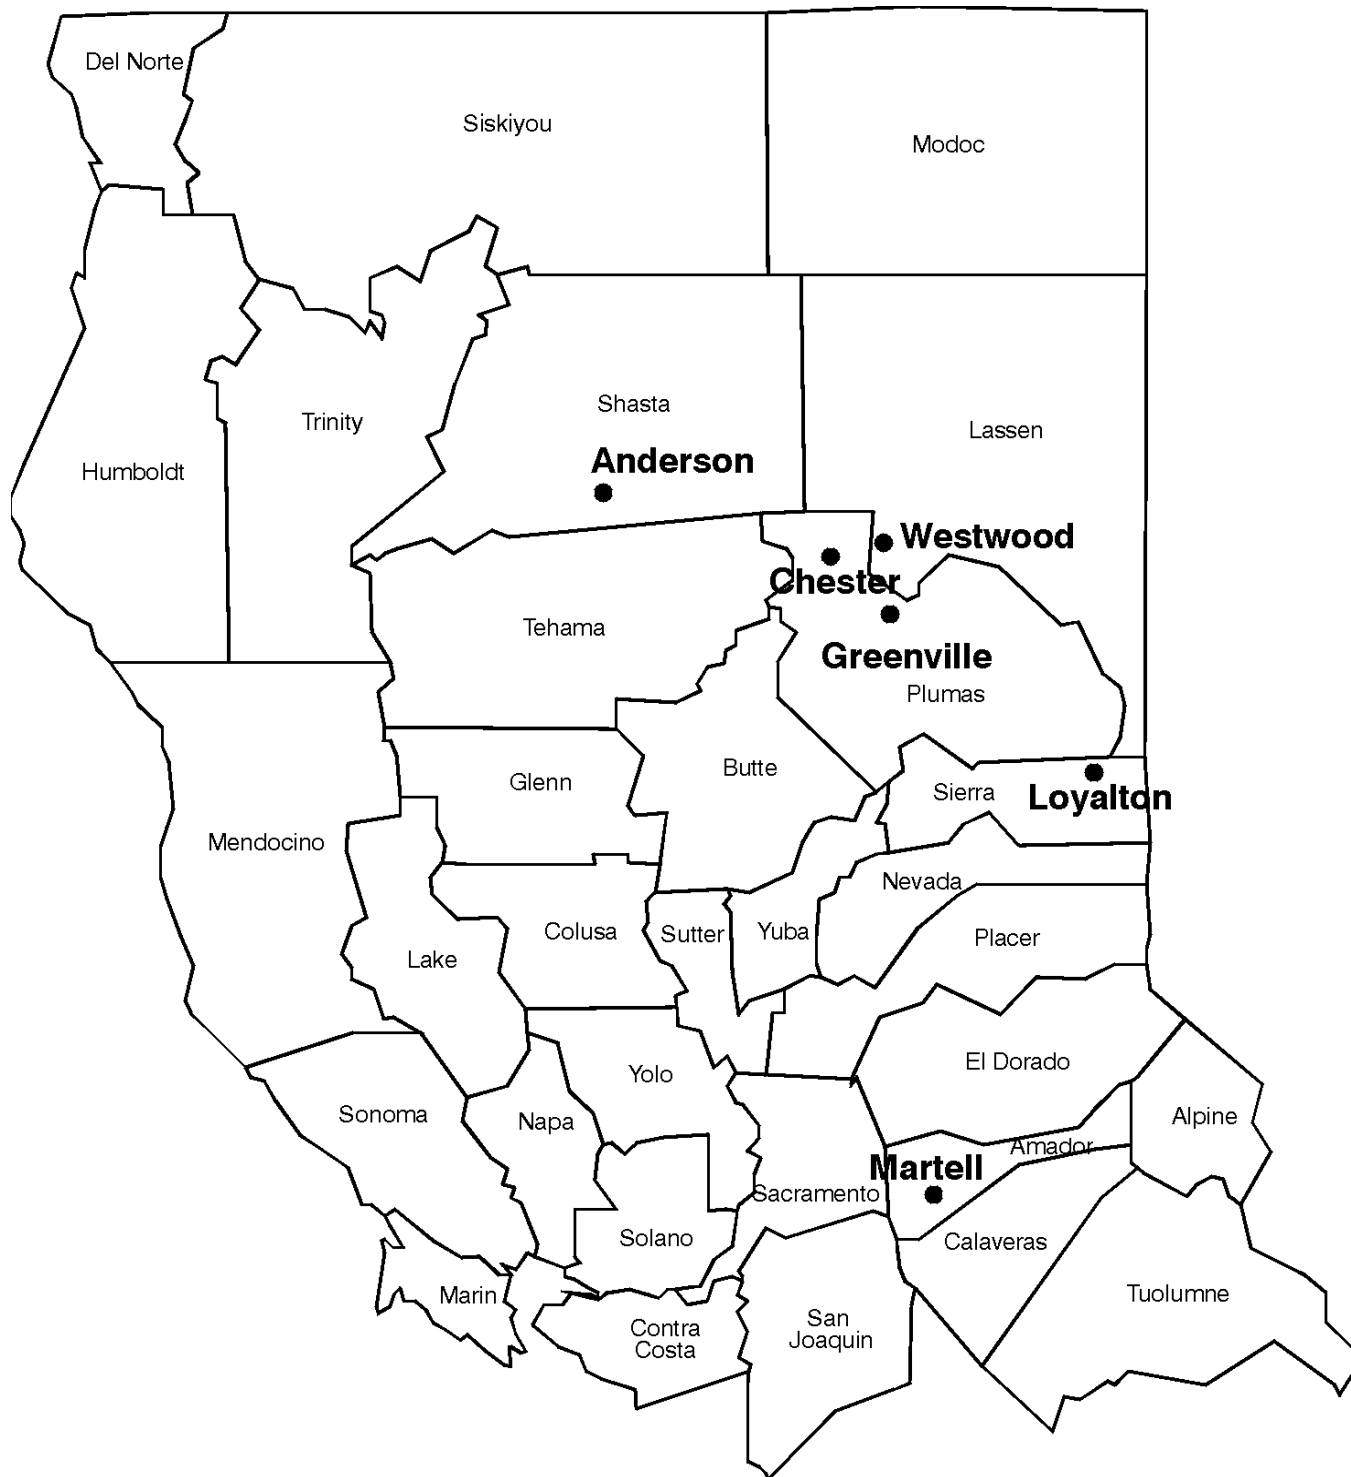 Del Norte
Siskiyou
Modoc
Shasta
Trinity
Lassen
Anderson
Humboldt
Westwood
Chester
Tehama
Greenville
Plumas
Butte
Glenn
Sierra
Loyalton
Mendocino
Nevada
Colusa
Sutter
Yuba
Placer
Lake
El Dorado
Yolo
Sonoma
Napa
Alpine
Amador
Martell
Sacramento
Solano
Calaveras
Marin
Tuolumne
San
Joaquin
Contra
Costa